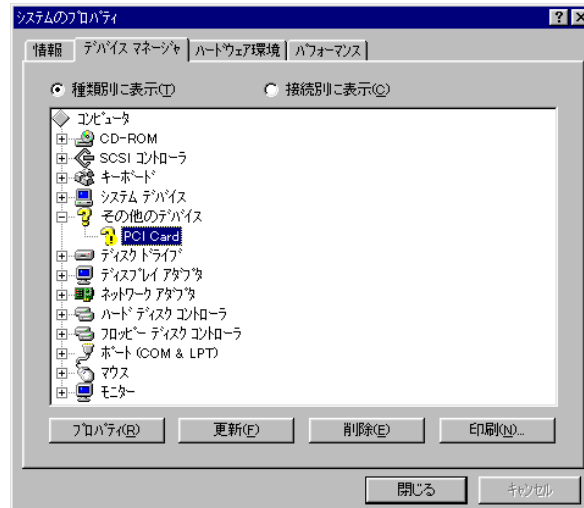 システムのプロパティ
情報 デバイス マネージャ ハードウェア環境 パフォーマンス
種類別に表示(T) 接続別に表示(C)
コンピュータ
CD-ROM
SCSI コントローラ
キーボード
システム デバイス
その他のデバイス
PCI Card
ディスク ドライブ
ディスプレイ アダプタ
ネットワーク アダプタ
ハード ディスク コントローラ
フロッピー ディスク コントローラ
ポート (COM & LPT)
マウス
モニター
プロパティ(R) 更新(F) 削除(E) 印刷(N)...
閉じる キャンセル